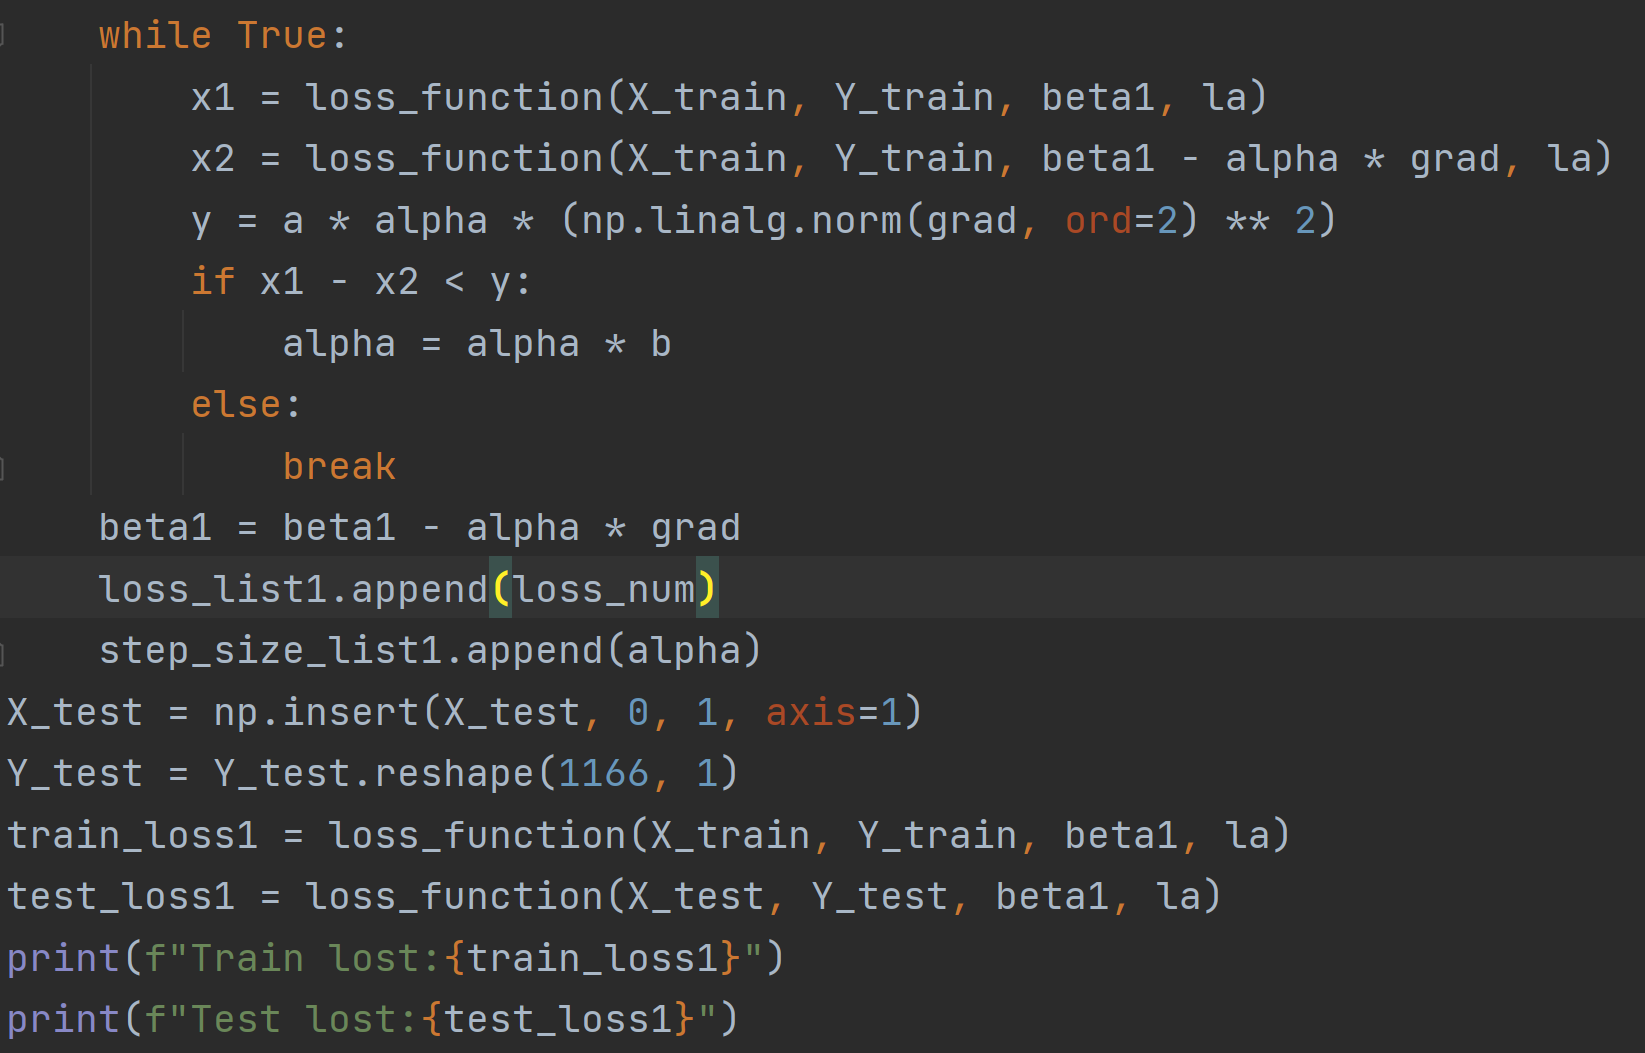 while True:
x1 = loss_function(X_train, Y_train, beta1, la)
x2 = loss_function(X_train, Y_train, beta1 - alpha * grad, la)
y = a * alpha * (np.linalg.norm(grad, ord=2) ** 2)
if x1 - x2 < y:
alpha = alpha * b
else:
break
beta1 = beta1 - alpha * grad
loss_list1.append(loss_num)
step_size_list1.append(alpha)
X_test = np.insert(X_test, 0, 1, axis=1)
Y_test = Y_test.reshape(1166, 1)
train_loss1 = loss_function(X_train, Y_train, beta1, la)
test_loss1 = loss_function(X_test, Y_test, beta1, la)
print(f"Train lost:{train_loss1}")
print(f"Test lost:{test_loss1}")